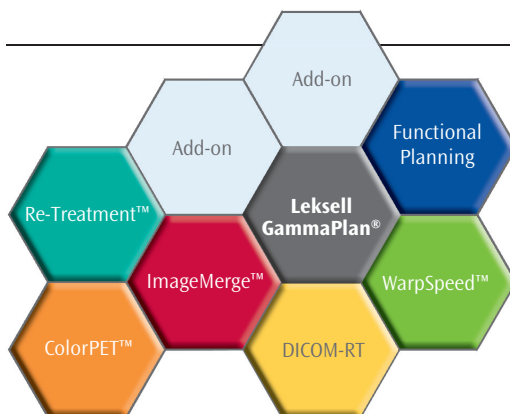 Add-on
Add-on
Functional
Planning
Re-Treatment™
Leksell
GammaPlan®
ImageMerge™
WarpSpeed™
ColorPET™
DICOM-RT